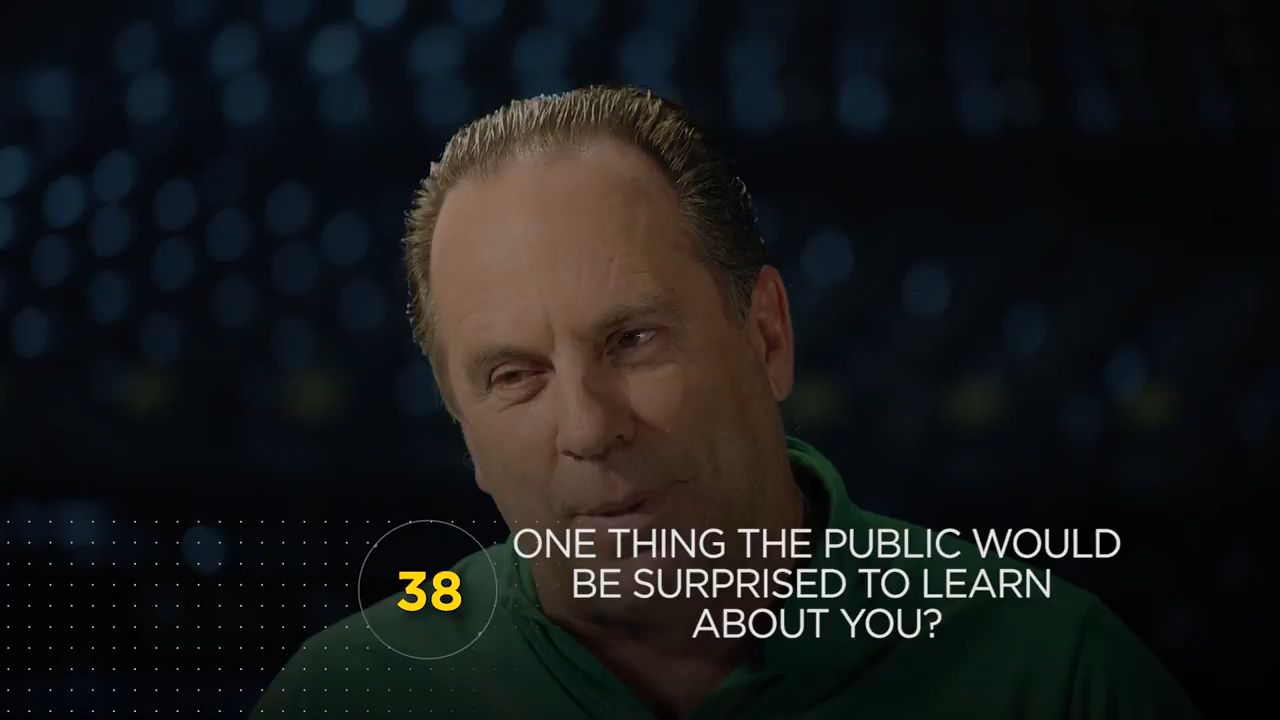 38
ONE THING THE PUBLIC WOULD
BE SURPRISED TO LEARN
ABOUT YOU?